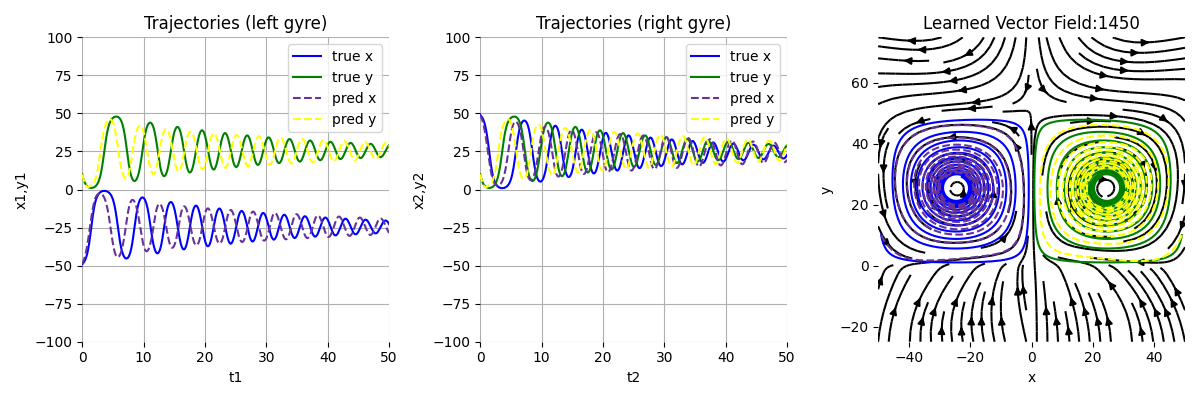 Trajectories (left gyre)
100
75
50
25
0
−25
−50
−75
−100
x1,y1
0 10 20 30 40 50
t1
true x
true y
pred x
pred y
Trajectories (right gyre)
100
75
50
25
0
−25
−50
−75
−100
x2,y2
0 10 20 30 40 50
t2
true x
true y
pred x
pred y
Learned Vector Field:1450
60
40
20
0
−20
y
−40 −20 0 20 40
x